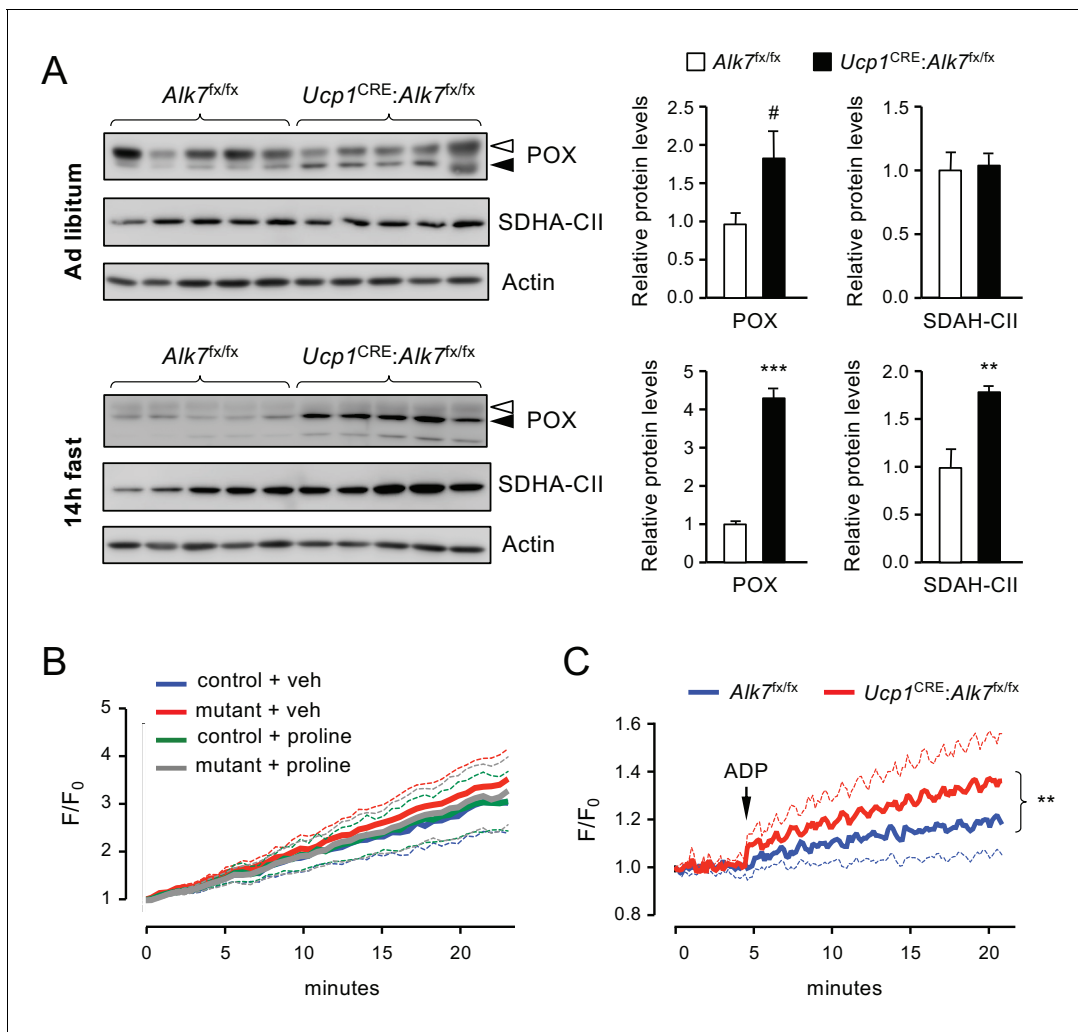 A
Alk7fx/fx
Ucp1CRE:Alk7fx/fx
Ad libitum
POX
SDHA-CII
Actin
Alk7fx/fx
Ucp1CRE:Alk7fx/fx
14h fast
POX
SDHA-CII
Actin
Alk7fx/fx Ucp1CRE:Alk7fx/fx
Relative protein levels
2.5
2.0
1.5
1.0
0.5
0.0
#
POX
Relative protein levels
1.5
1.0
0.5
0.0
SDAH-CII
Relative protein levels
5
4
3
2
1
0
***
POX
Relative protein levels
2.0
1.5
1.0
0.5
0.0
**
SDAH-CII
B
control + veh
mutant + veh
control + proline
mutant + proline
F/F0
5
4
3
2
1
0 5 10 15 20
minutes
C
Alk7fx/fx Ucp1CRE:Alk7fx/fx
F/F0
1.6
1.4
1.2
1.0
0.8
ADP
**
0 5 10 15 20
minutes